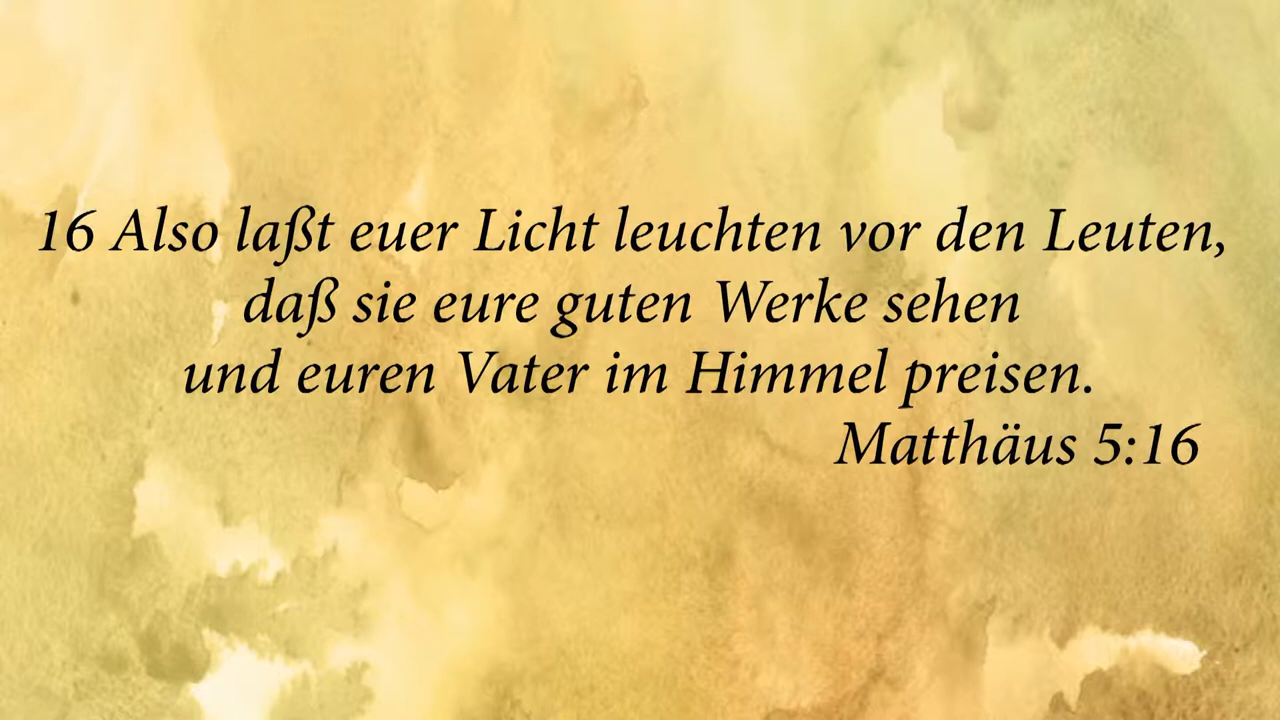 16 Also laßt euer Licht leuchten vor den Leuten,
daß sie eure guten Werke sehen
und euren Vater im Himmel preisen.
Matthäus 5:16